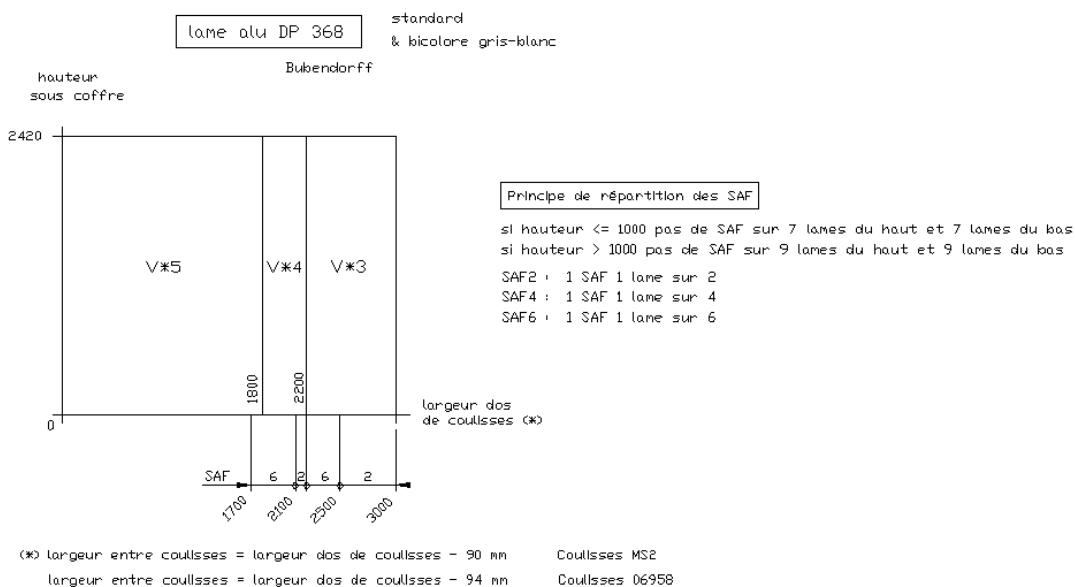 lame alu DP 368
standard
& bicolore gris-blanc
Bubendorff
hauteur
sous coffre
2420
V*5
V*4
V*3
1800
2200
0
largeur dos
de coulisses (*)
SAF
6
2
6
2
1700
2100
2500
3000
Principe de répartition des SAF
si hauteur <= 1000 pas de SAF sur 7 lames du haut et 7 lames du bas
si hauteur > 1000 pas de SAF sur 9 lames du haut et 9 lames du bas
SAF2 : 1 SAF 1 lame sur 2
SAF4 : 1 SAF 1 lame sur 4
SAF6 : 1 SAF 1 lame sur 6
(*) largeur entre coulisses = largeur dos de coulisses - 90 mm Coulisses MS2
largeur entre coulisses = largeur dos de coulisses - 94 mm Coulisses 06958